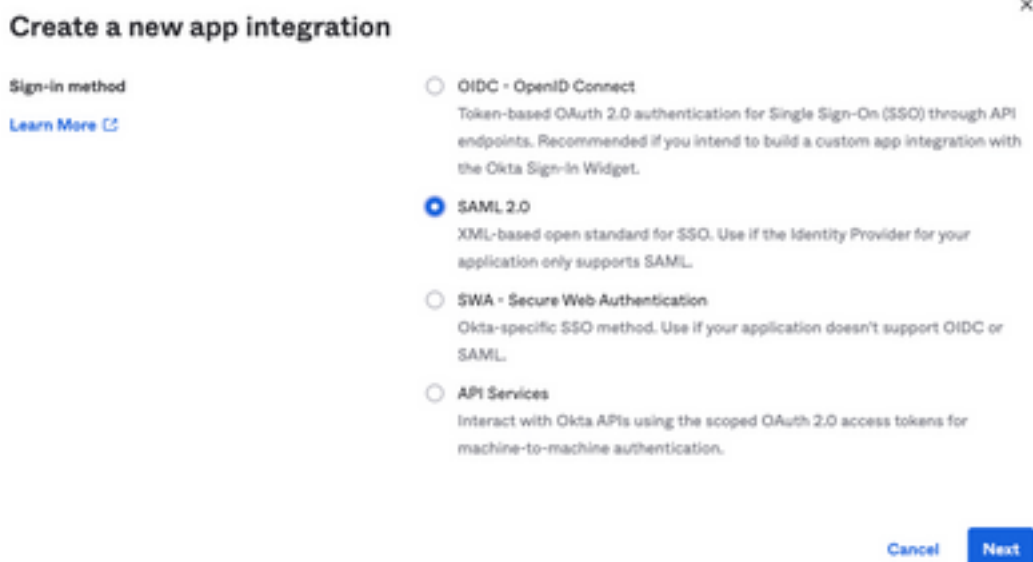 Create a new app integration
Sign-in method
Learn More
OIDC - OpenID Connect
Token-based OAuth 2.0 authentication for Single Sign-On (SSO) through API
endpoints. Recommended if you intend to build a custom app integration with
the Okta Sign-In Widget.
SAML 2.0
XML-based open standard for SSO. Use if the Identity Provider for your
application only supports SAML.
SWA - Secure Web Authentication
Okta-specific SSO method. Use if your application doesn't support OIDC or
SAML.
API Services
Interact with Okta APIs using the scoped OAuth 2.0 access tokens for
machine-to-machine authentication.
Cancel
Next